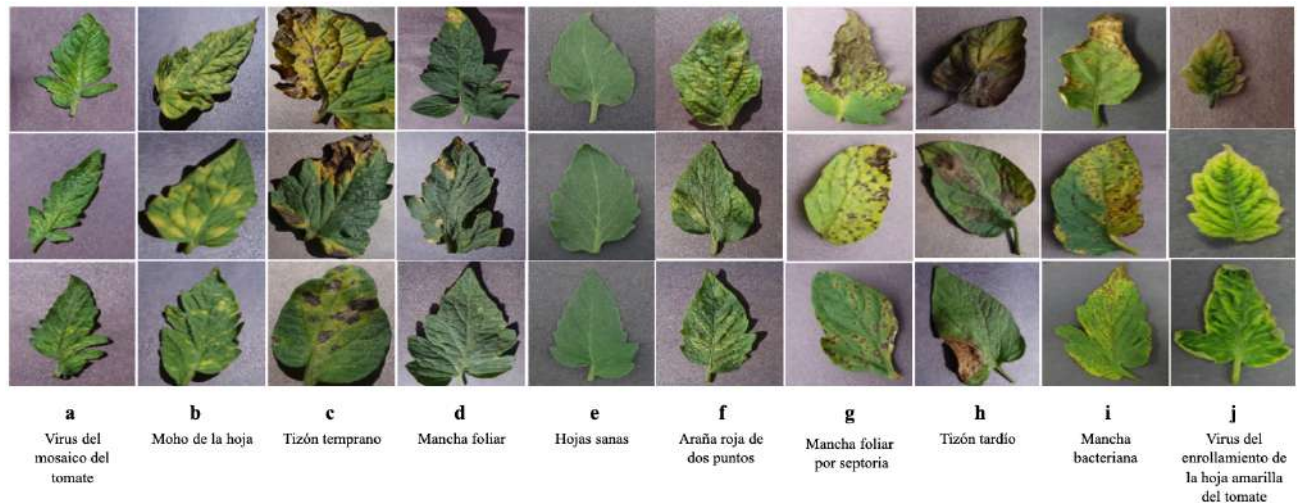 a
Virus del
mosaico del
tomate
b
Moho de la hoja
c
Tizón temprano
d
Mancha foliar
e
Hojas sanas
f
Araña roja de
dos puntos
g
Mancha foliar
por septoria
h
Tizón tardío
i
Mancha
bacteriana
j
Virus del
enrollamiento de
la hoja amarilla
del tomate